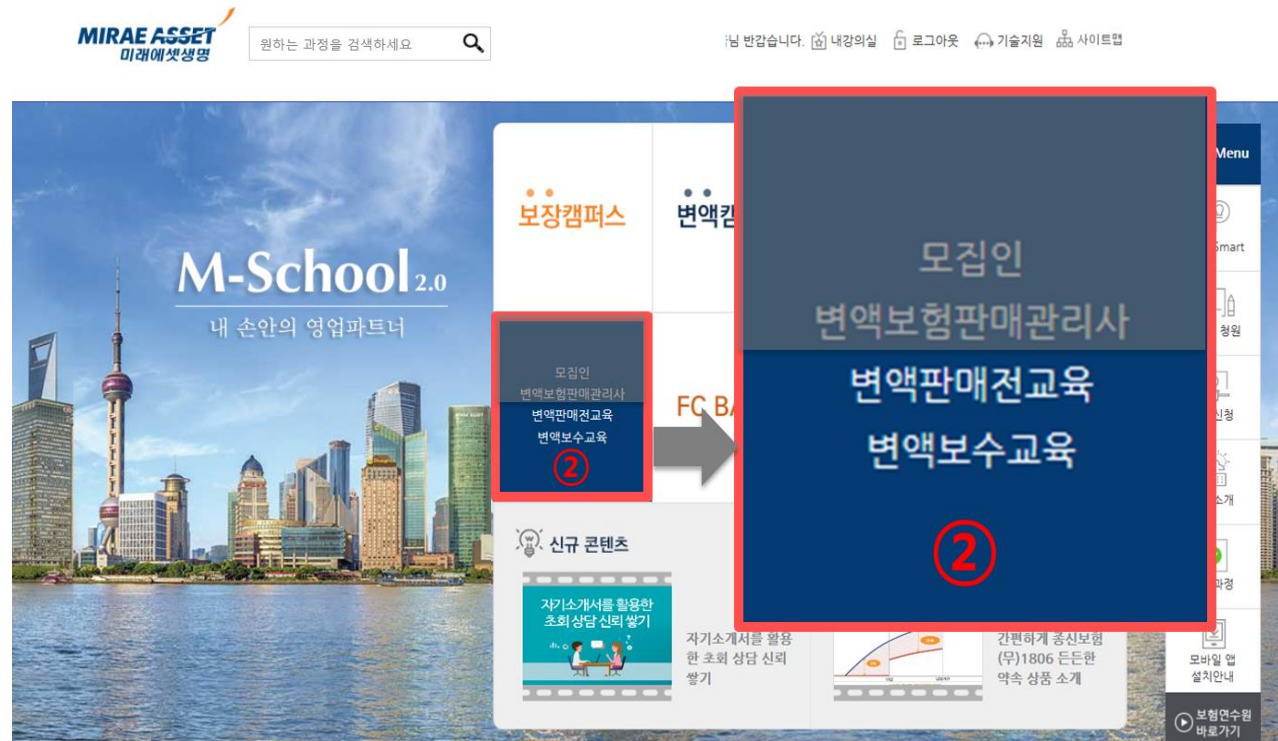 MIRAE ASSET
미래에셋생명
원하는 과정을 검색하세요
님 반갑습니다. 내강의실 로그아웃 기술지원 사이트맵
Menu
보장캠퍼스
변액캠
M-School 2.0
내 손안의 영업파트너
모집인
변액보험판매관리사
변액판매전교육
변액보수교육
②
FC BA
모집인
변액보험판매관리사
변액판매전교육
변액보수교육
②
Smart
청원
신청
소개
과정
모바일 앱
설치안내
보험연수원
바로가기
신규 콘텐츠
자기소개서를 활용한
초회 상담 신뢰 쌓기
자기소개서를 활용
한 초회 상담 신뢰
쌓기
간편하게 종신보험
(무)1806 든든한
약속 상품 소개